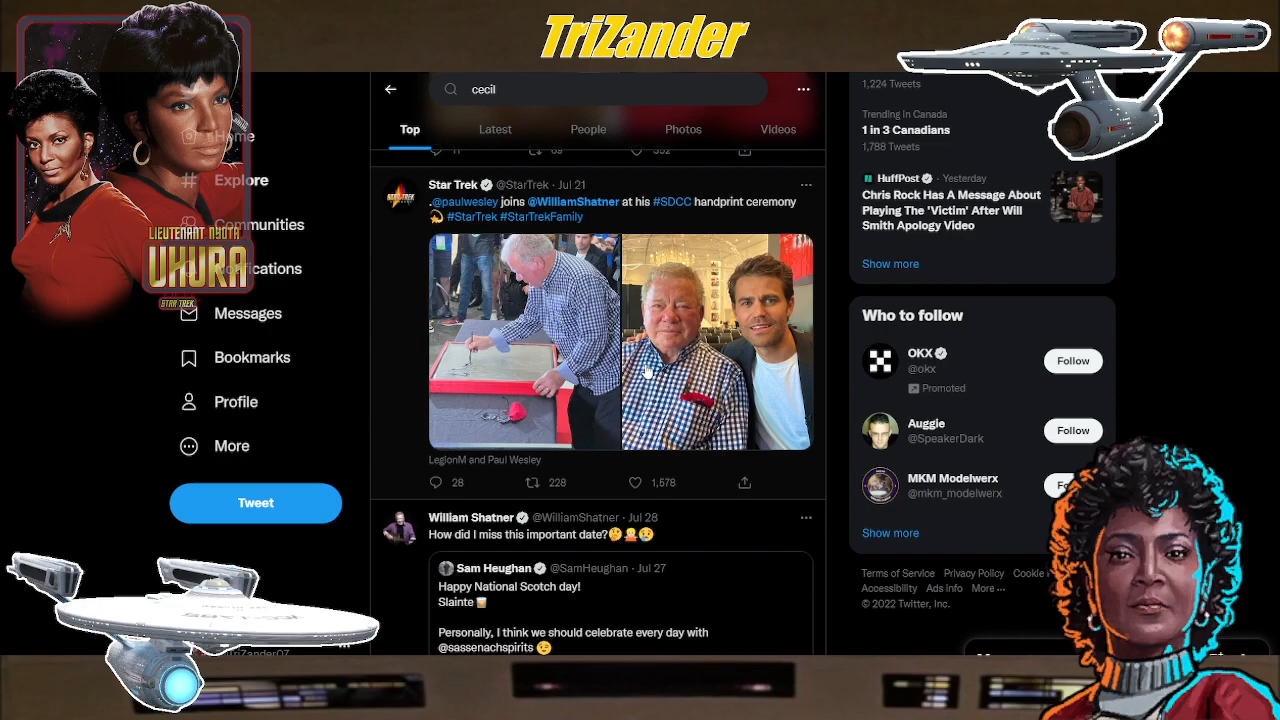 TriZander
LIEUTENANT NYOTA
UHURA
STAR TREK
Home
Explore
Communities
Notifications
Messages
Bookmarks
Profile
More
Tweet
cecil
Top
Latest
People
Photos
Videos
Star Trek @StarTrek · Jul 21
.@paulwesley joins @WilliamShatner at his #SDCC handprint ceremony
💫 #StarTrek #StarTrekFamily
LegionM and Paul Wesley
28
228
1,578
William Shatner @WilliamShatner · Jul 28
How did I miss this important date?🤔🤷😢
Sam Heughan @SamHeughan · Jul 27
Happy National Scotch day!
Slainte 🥃
Personally, I think we should celebrate every day with
@sassenachspirits 😉
1,224 Tweets
Trending in Canada
1 in 3 Canadians
1,788 Tweets
HuffPost · Yesterday
Chris Rock Has A Message About
Playing The 'Victim' After Will
Smith Apology Video
Show more
Who to follow
OKX
@okx
Promoted
Follow
Auggie
@SpeakerDark
Follow
MKM Modelwerx
@mkm_modelwerx
Show more
Terms of Service Privacy Policy Cookie
Accessibility Ads info More ···
© 2022 Twitter, Inc.